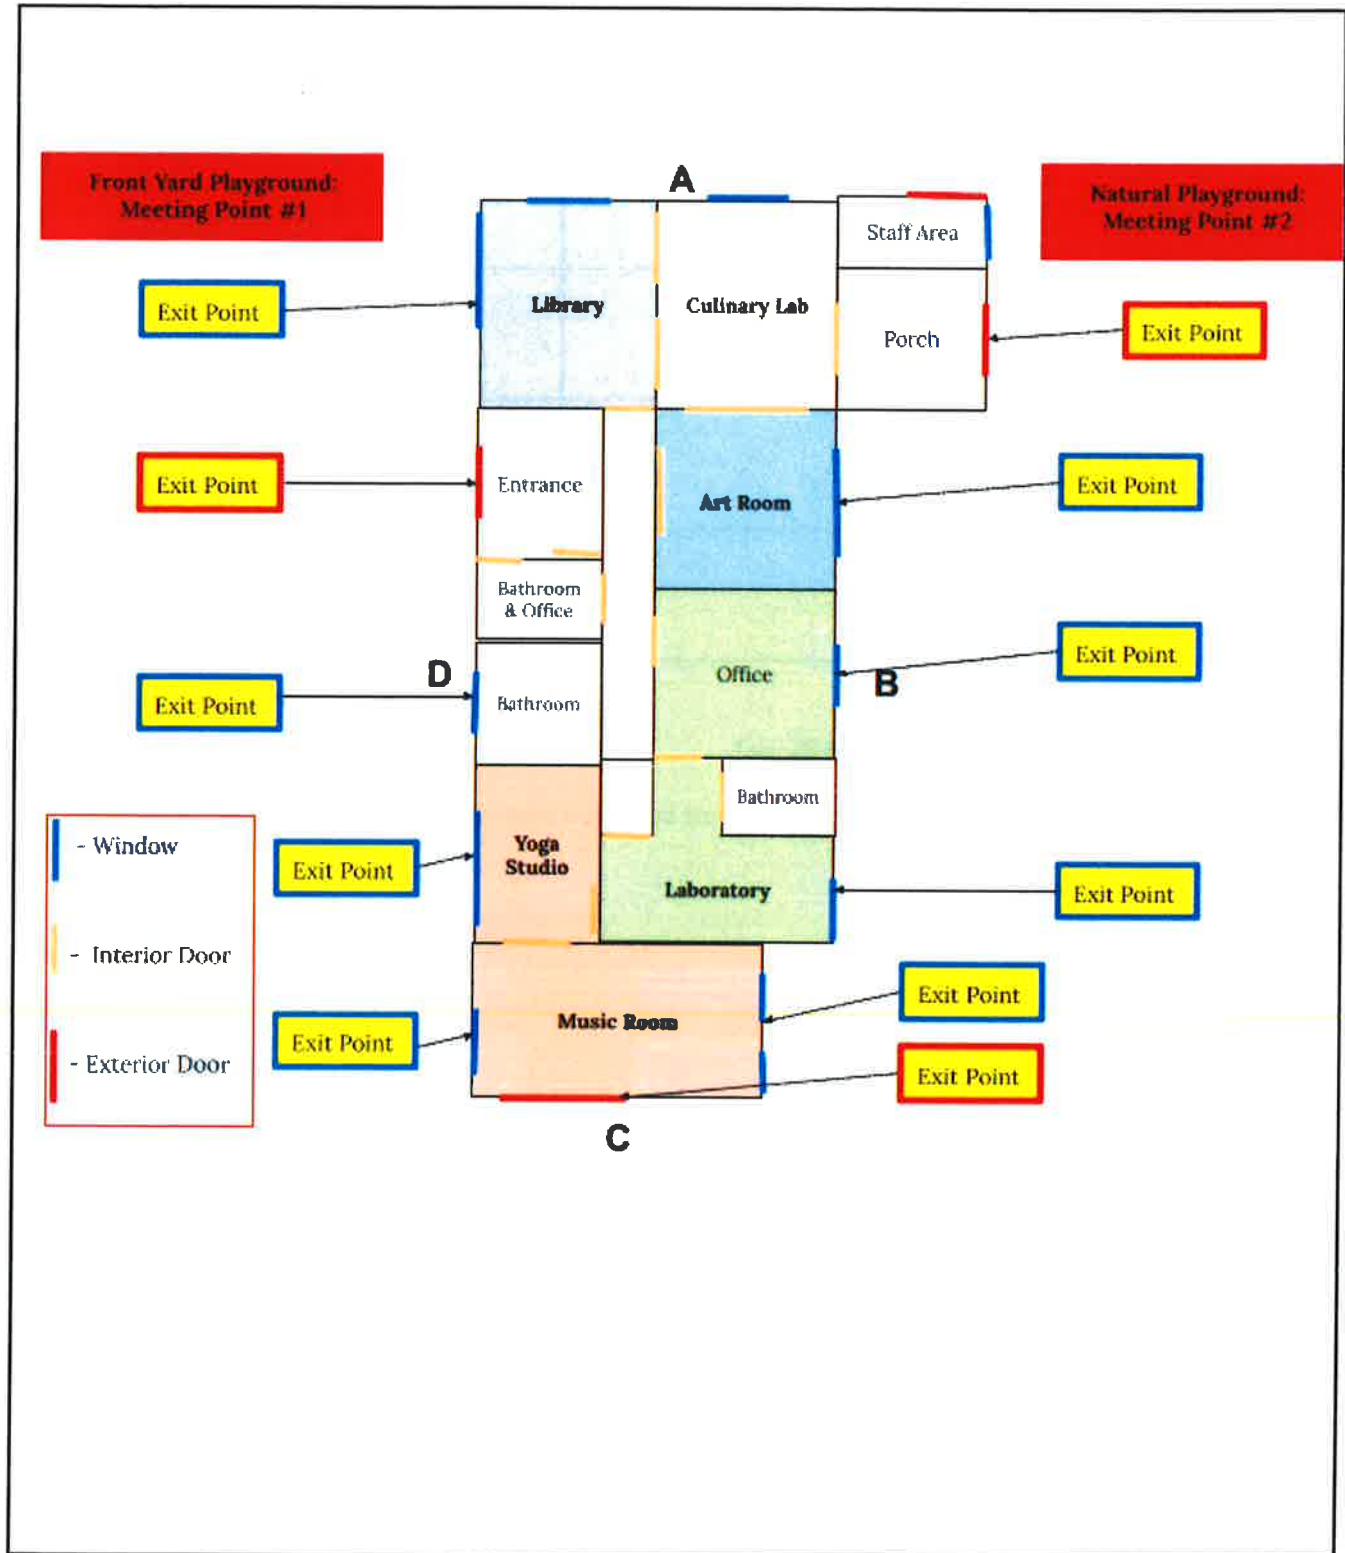 Front Yard Playground:
Meeting Point #1
A
Natural Playground:
Meeting Point #2
Staff Area
Exit Point
Library
Culinary Lab
Porch
Exit Point
Exit Point
Entrance
Art Room
Exit Point
Bathroom
& Office
D
Exit Point
Bathroom
Office
B
Exit Point
- Window
- Interior Door
- Exterior Door
Exit Point
Yoga
Studio
Bathroom
Laboratory
Exit Point
Exit Point
Music Room
Exit Point
Exit Point
C